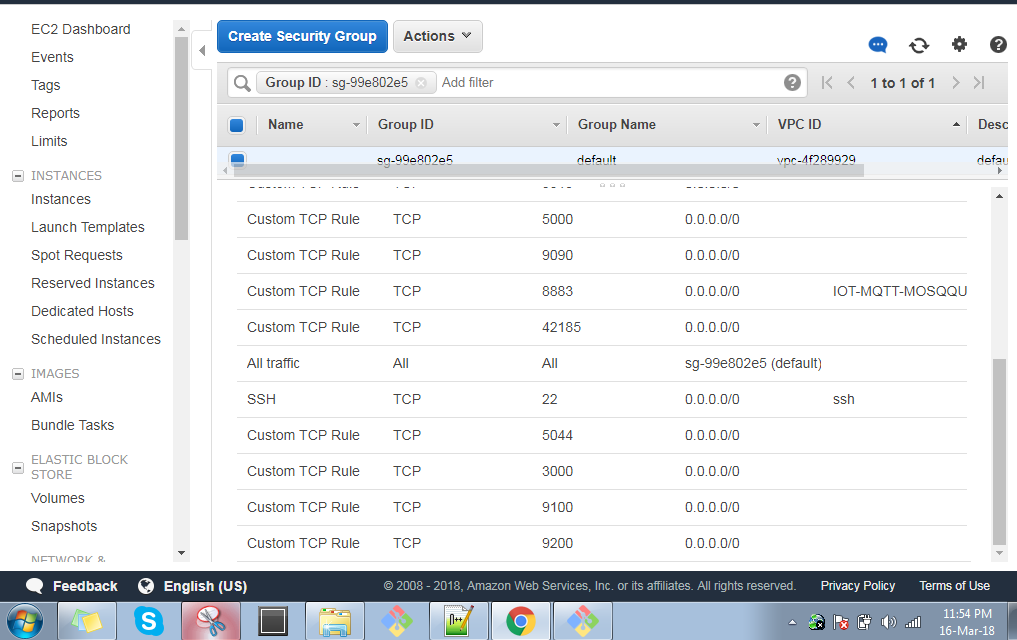 EC2 Dashboard
Events
Tags
Reports
Limits
INSTANCES
Instances
Launch Templates
Spot Requests
Reserved Instances
Dedicated Hosts
Scheduled Instances
IMAGES
AMIs
Bundle Tasks
ELASTIC BLOCK
STORE
Volumes
Snapshots
NETWORK &
Create Security Group Actions
Group ID : sg-99e802e5 Add filter 1 to 1 of 1
Name Group ID Group Name VPC ID Desc
sg-99e802e5 default vpc-4f289929 defau
Custom TCP Rule TCP
Custom TCP Rule TCP 5000 0.0.0.0/0
Custom TCP Rule TCP 9090 0.0.0.0/0
Custom TCP Rule TCP 8883 0.0.0.0/0 IOT-MQTT-MOSQQU
Custom TCP Rule TCP 42185 0.0.0.0/0
All traffic All All sg-99e802e5 (default)
SSH TCP 22 0.0.0.0/0 ssh
Custom TCP Rule TCP 5044 0.0.0.0/0
Custom TCP Rule TCP 3000 0.0.0.0/0
Custom TCP Rule TCP 9100 0.0.0.0/0
Custom TCP Rule TCP 9200 0.0.0.0/0
Feedback English (US) © 2008 - 2018, Amazon Web Services, Inc. or its affiliates. All rights reserved. Privacy Policy Terms of Use
11:54 PM
16-Mar-18